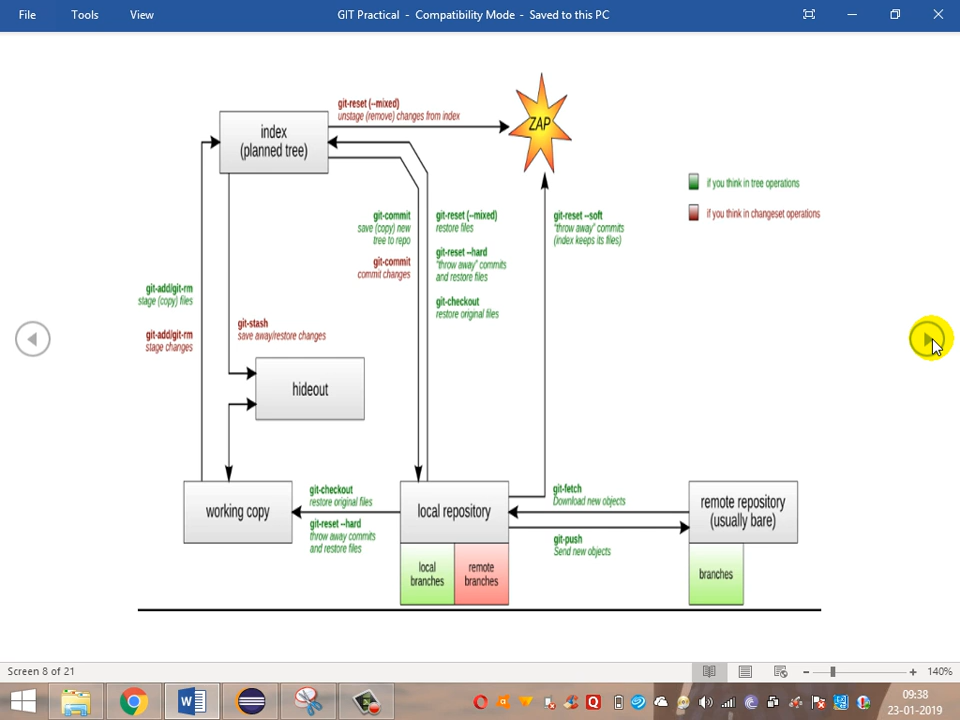 File
Tools
View
GIT Practical - Compatibility Mode - Saved to this PC
git-reset (--mixed)
unstage (remove) changes from index
index
(planned tree)
ZAP
if you think in tree operations
if you think in changeset operations
git-commit
save (copy) new
tree to repo
git-commit
commit changes
git-reset (--mixed)
restore files
git-reset --hard
"throw away" commits
and restore files
git-checkout
restore original files
git-reset --soft
"throw away" commits
(index keeps its files)
git-add/git-rm
stage (copy) files
git-add/git-rm
stage changes
git-stash
save away/restore changes
hideout
working copy
git-checkout
restore original files
git-reset --hard
throw away commits
and restore files
local repository
local
branches
remote
branches
git-fetch
Download new objects
git-push
Send new objects
remote repository
(usually bare)
branches
Screen 8 of 21
140%
09:38
23-01-2019